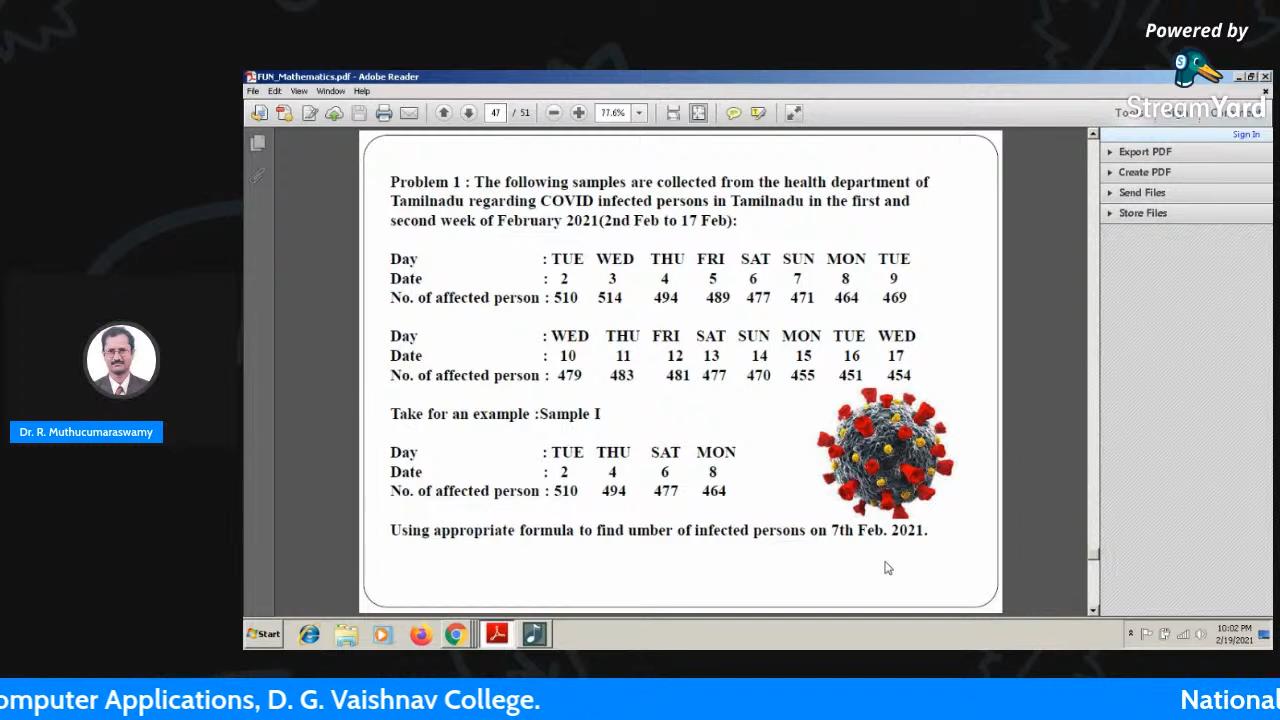 Powered by
StreamYard
FUN_Mathematics.pdf - Adobe Reader
File Edit View Window Help
47 / 51 77.6%
Sign In
Export PDF
Create PDF
Send Files
Store Files
Problem 1 : The following samples are collected from the health department of
Tamilnadu regarding COVID infected persons in Tamilnadu in the first and
second week of February 2021(2nd Feb to 17 Feb):
Day : TUE WED THU FRI SAT SUN MON TUE
Date : 2 3 4 5 6 7 8 9
No. of affected person : 510 514 494 489 477 471 464 469
Day : WED THU FRI SAT SUN MON TUE WED
Date : 10 11 12 13 14 15 16 17
No. of affected person : 479 483 481 477 470 455 451 454
Take for an example :Sample I
Day : TUE THU SAT MON
Date : 2 4 6 8
No. of affected person : 510 494 477 464
Using appropriate formula to find umber of infected persons on 7th Feb. 2021.
Dr. R. Muthucumaraswamy
Start
10:02 PM
2/19/2021
omputer Applications, D. G. Vaishnav College. National